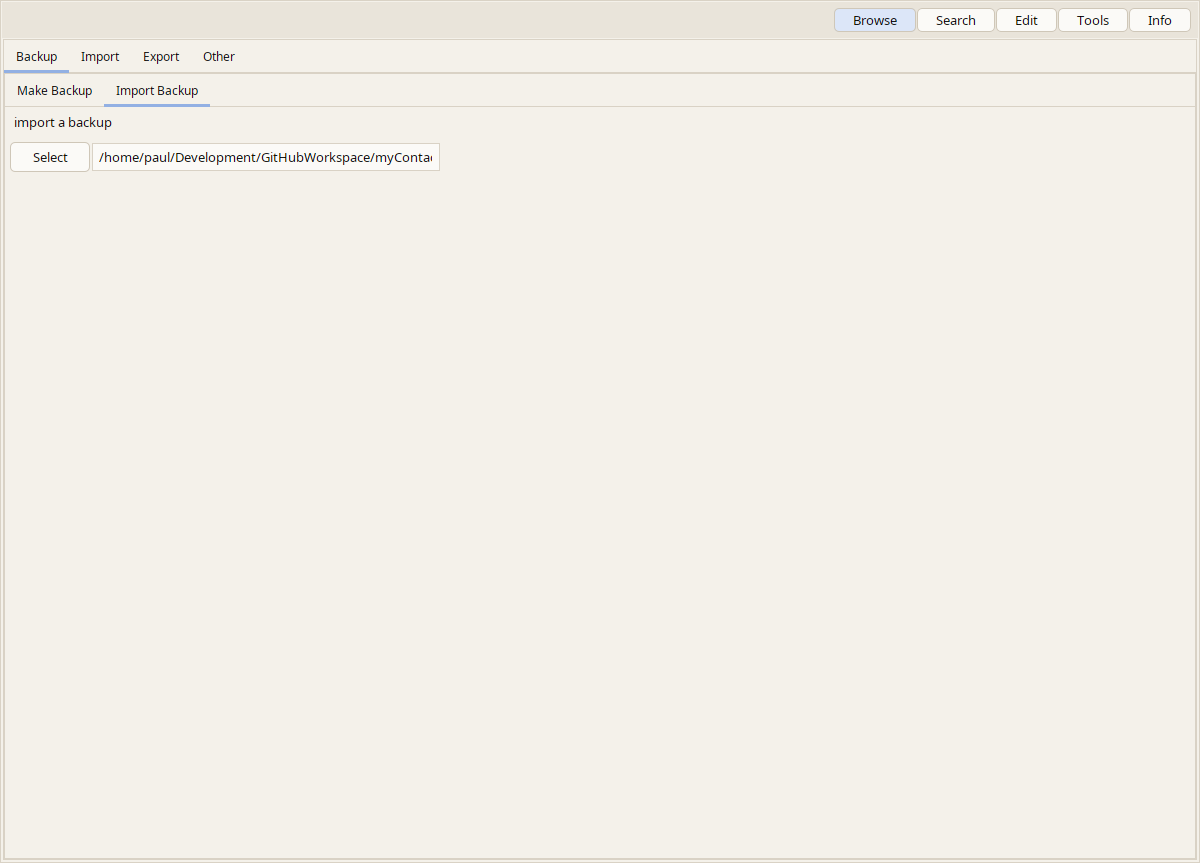 Browse Search Edit Tools Info
Backup Import Export Other
Make Backup Import Backup
import a backup
Select /home/paul/Development/GitHubWorkspace/myConta